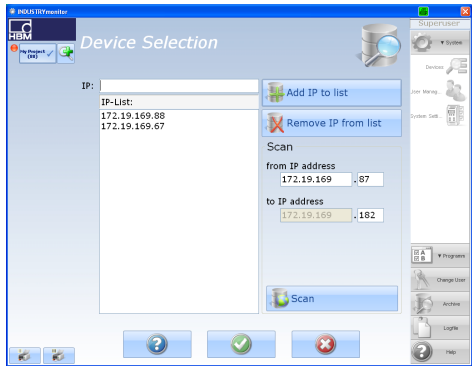 INDUSTRYmonitor
Superuser
HBM
My Project
(88)
Device Selection
System
Devices
User Manag...
System Setti...
IP:
Add IP to list
IP-List:
172.19.169.88
172.19.169.67
Remove IP from list
Scan
from IP address
172.19.169 . 87
to IP address
172.19.169 . 182
Scan
A
B
Programs
Change User
Archive
Logfile
Help